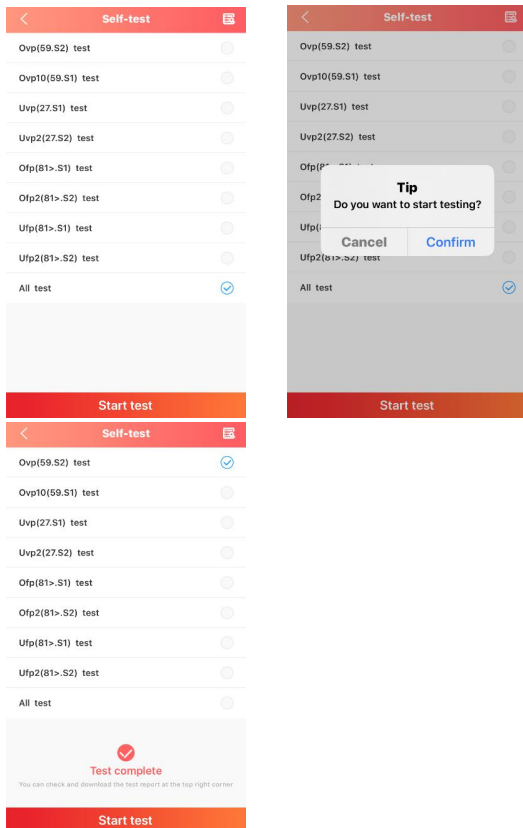 Self-test
Ovp(59.S2) test
Ovp10(59.S1) test
Uvp(27.S1) test
Uvp2(27.S2) test
Ofp(81>.S1) test
Ofp2(81>.S2) test
Ufp(81>.S1) test
Ufp2(81>.S2) test
All test
Start test
Self-test
Ovp(59.S2) test
Ovp10(59.S1) test
Uvp(27.S1) test
Uvp2(27.S2) test
Ofp2
Tip
Do you want to start testing?
Cancel
Confirm
Ufp2(81>.S2) test
All test
Start test
Self-test
Ovp(59.S2) test
Ovp10(59.S1) test
Uvp(27.S1) test
Uvp2(27.S2) test
Ofp(81>.S1) test
Ofp2(81>.S2) test
Ufp(81>.S1) test
Ufp2(81>.S2) test
All test
Test complete
You can check and download the test report at the top right corner
Start test